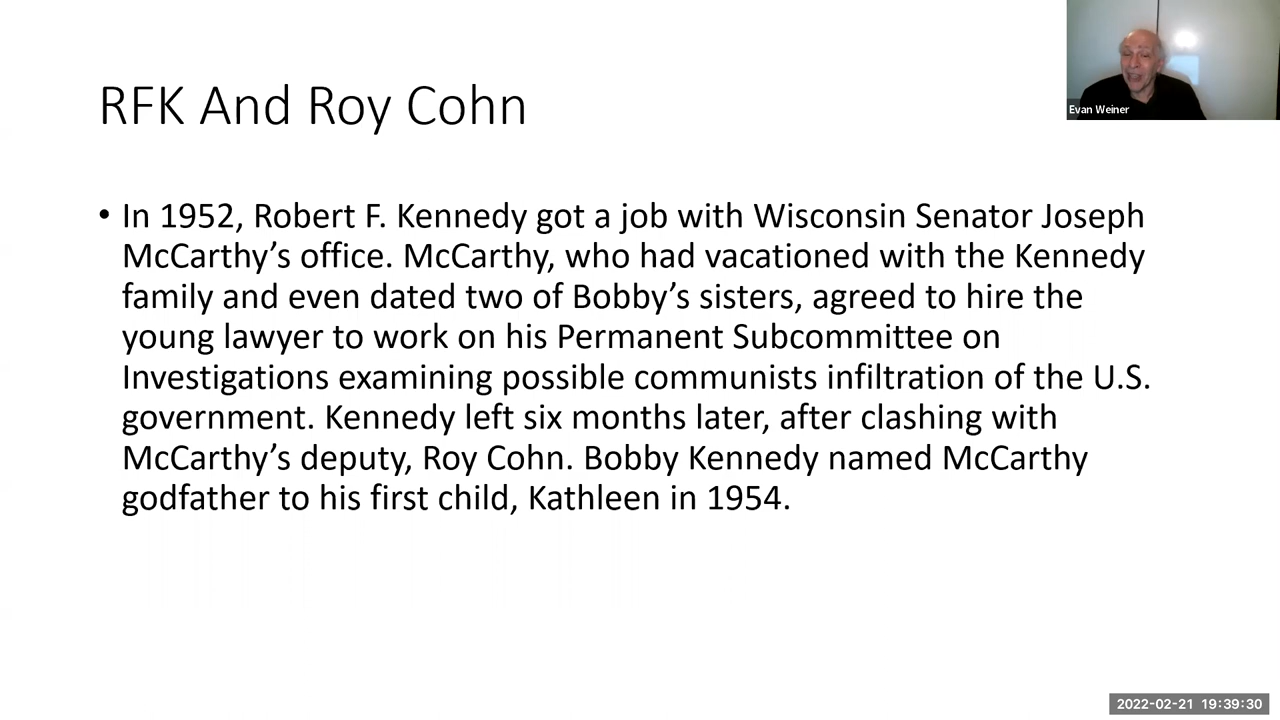 RFK And Roy Cohn
Evan Weiner
• In 1952, Robert F. Kennedy got a job with Wisconsin Senator Joseph
McCarthy’s office. McCarthy, who had vacationed with the Kennedy
family and even dated two of Bobby’s sisters, agreed to hire the
young lawyer to work on his Permanent Subcommittee on
Investigations examining possible communists infiltration of the U.S.
government. Kennedy left six months later, after clashing with
McCarthy’s deputy, Roy Cohn. Bobby Kennedy named McCarthy
godfather to his first child, Kathleen in 1954.
2022-02-21 19:39:30